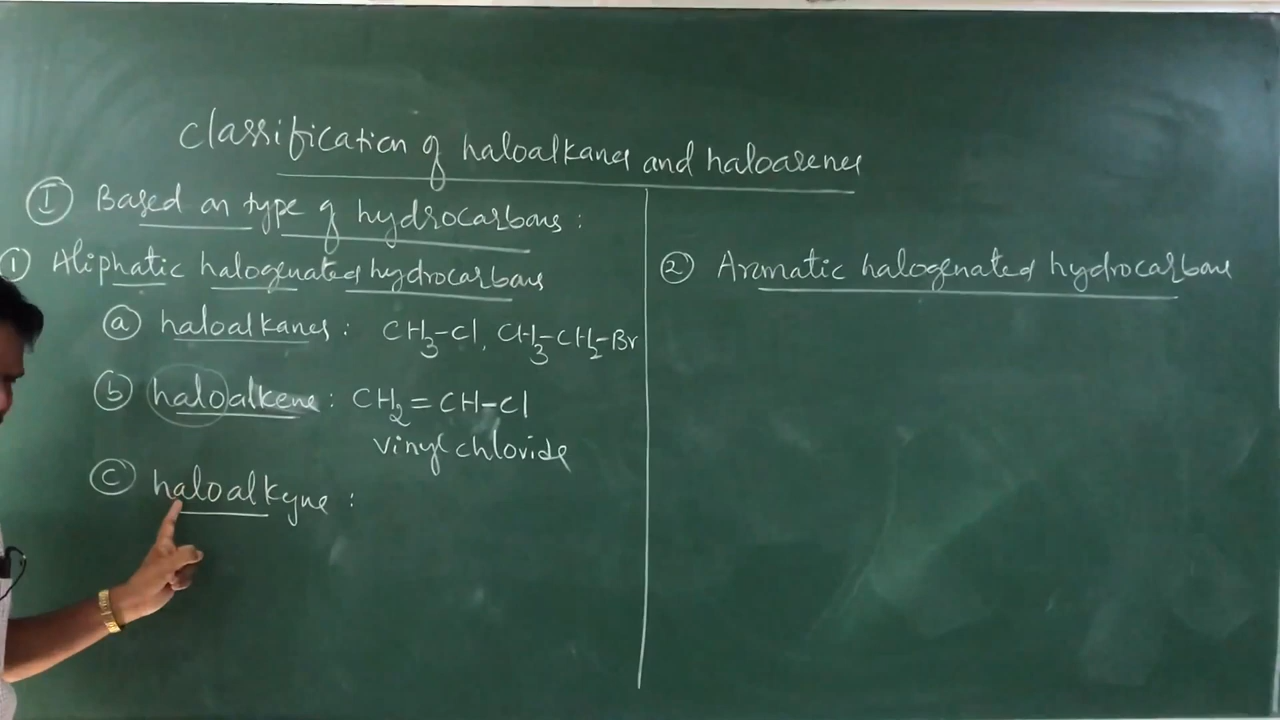 Classification of haloalkanes and haloarenes
Ⓘ Based on type of hydrocarbons :
① Aliphatic halogenated hydrocarbons
ⓐ haloalkanes : CH₃-Cl, CH₃-CH₂-Br
ⓑ haloalkene : CH₂=CH-Cl
Vinyl chloride
ⓒ haloalkyne :
② Aromatic halogenated hydrocarbons